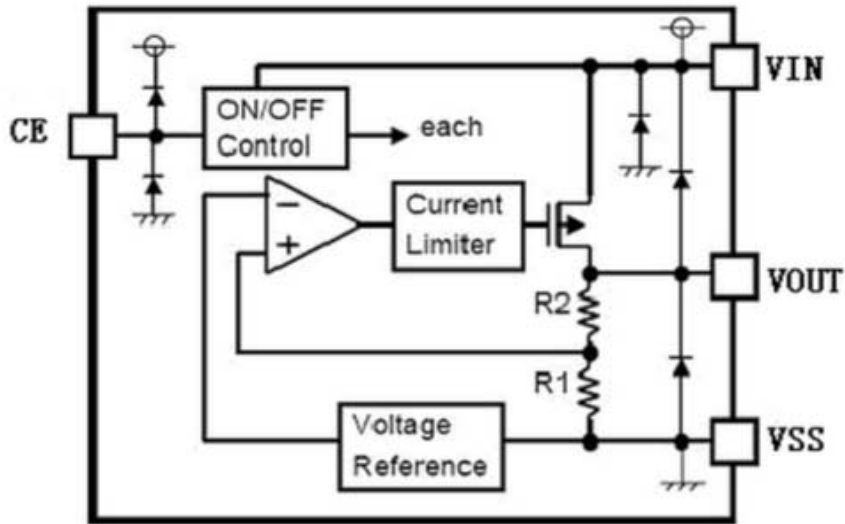 VIN
CE
ON/OFF
Control
each
−
+
Current
Limiter
VOUT
R2
R1
Voltage
Reference
VSS